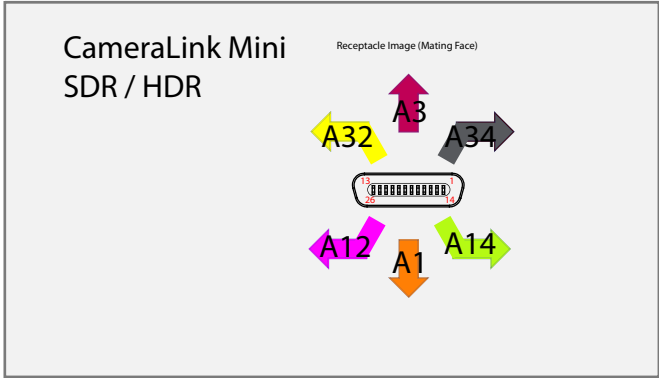 CameraLink Mini
SDR / HDR
Receptacle Image (Mating Face)
A3
A32
A34
13
1
26
14
A12
A1
A14